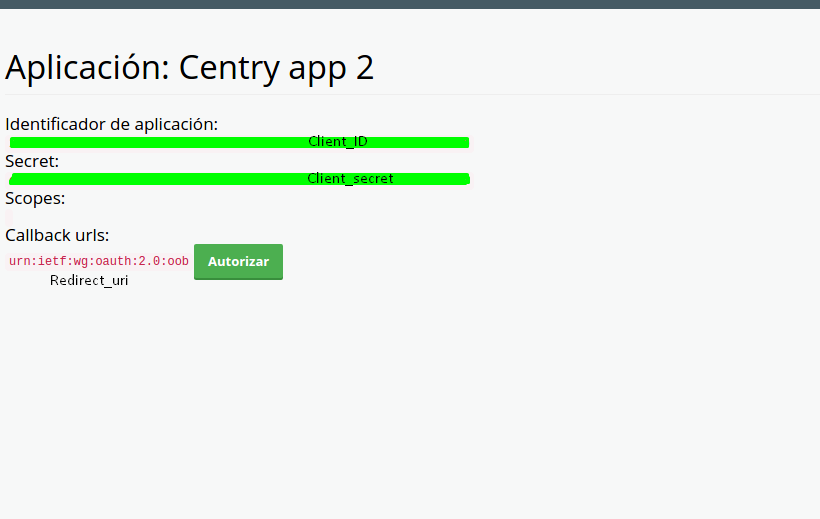 Aplicación: Centry app 2
Identificador de aplicación:
Client_ID
Secret:
Client_secret
Scopes:
Callback urls:
urn:ietf:wg:oauth:2.0:oob Autorizar
Redirect_uri